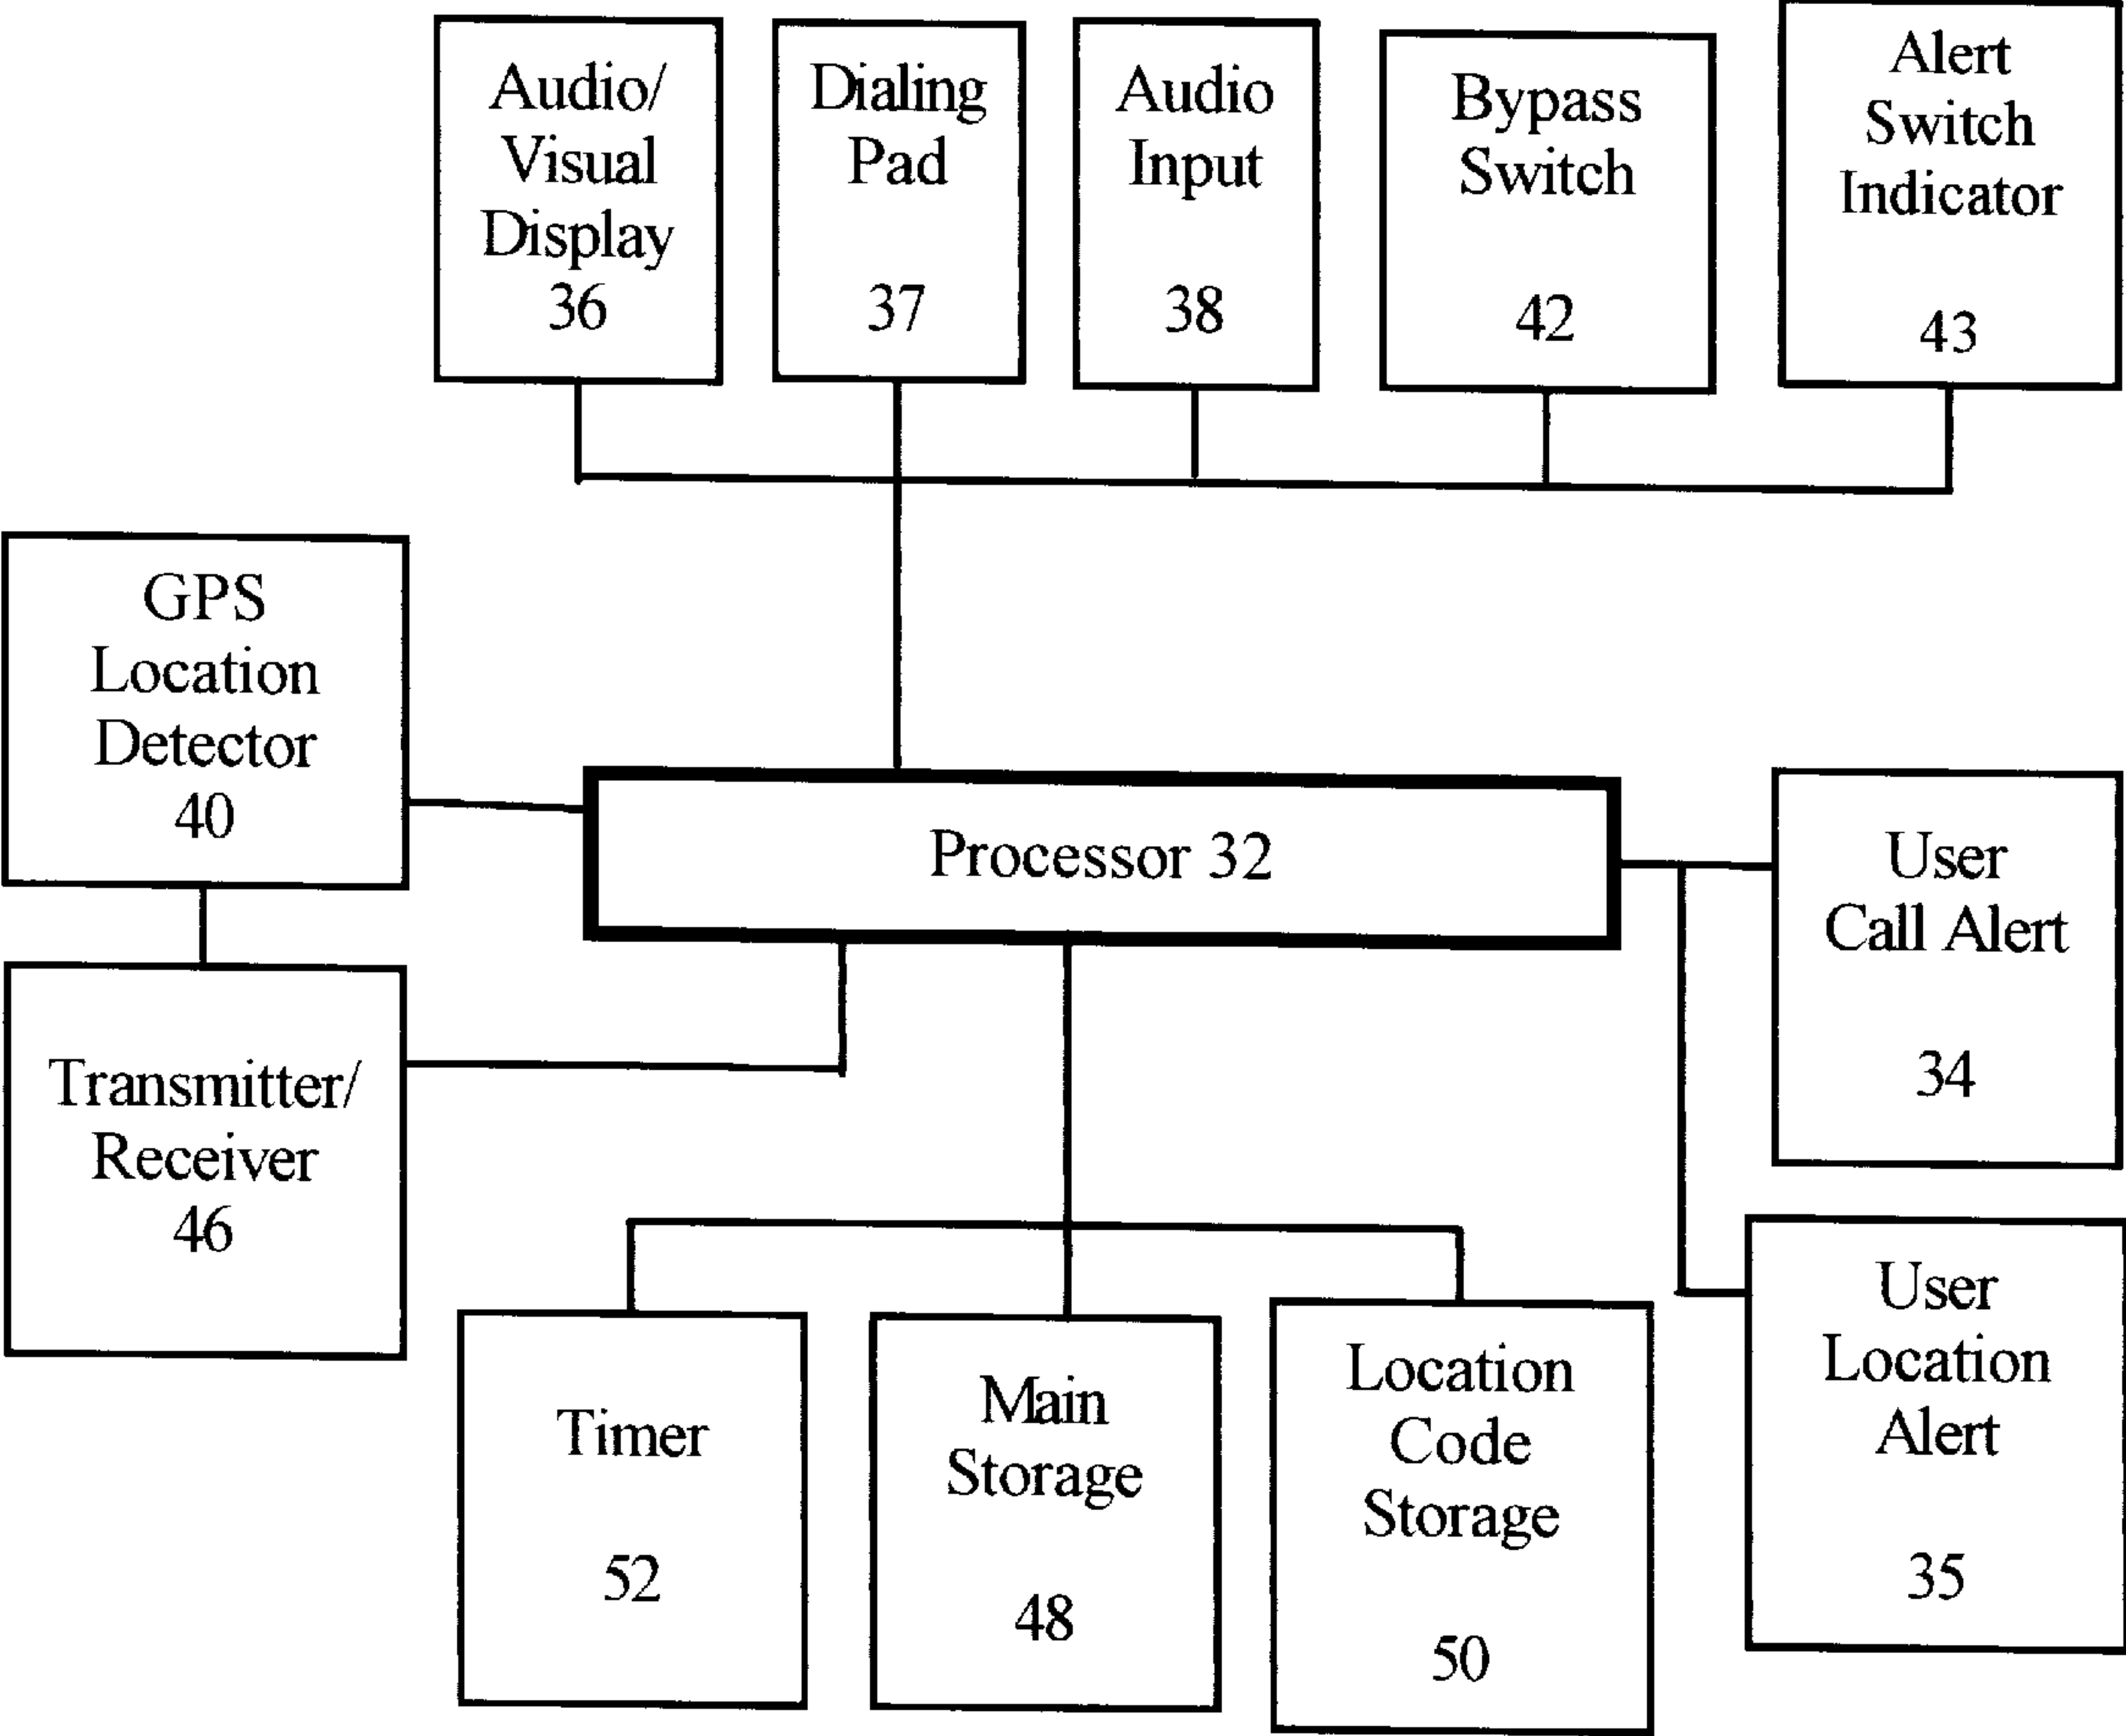 Audio/
Visual
Display
36
Dialing
Pad
37
Audio
Input
38
Bypass
Switch
42
Alert
Switch
Indicator
43
GPS
Location
Detector
40
Processor 32
User
Call Alert
34
Transmitter/
Receiver
46
Timer
52
Main
Storage
48
Location
Code
Storage
50
User
Location
Alert
35